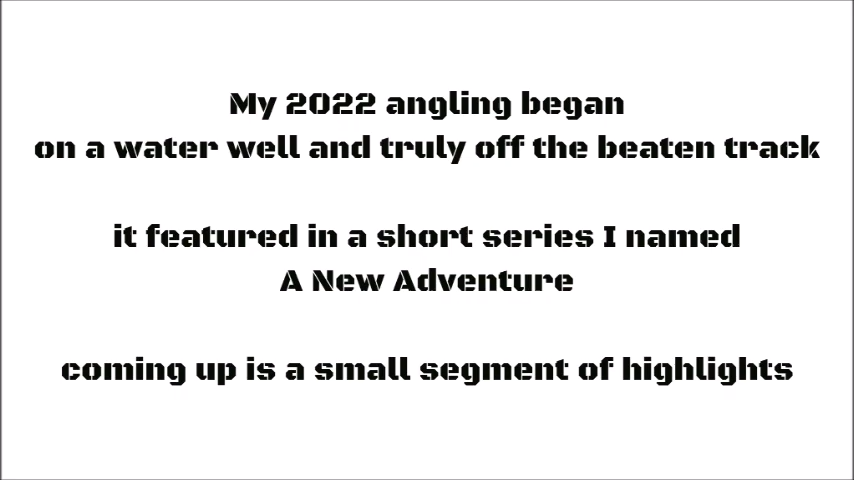 My 2022 angling began
on a water well and truly off the beaten track
it featured in a short series I named
A New Adventure
coming up is a small segment of highlights